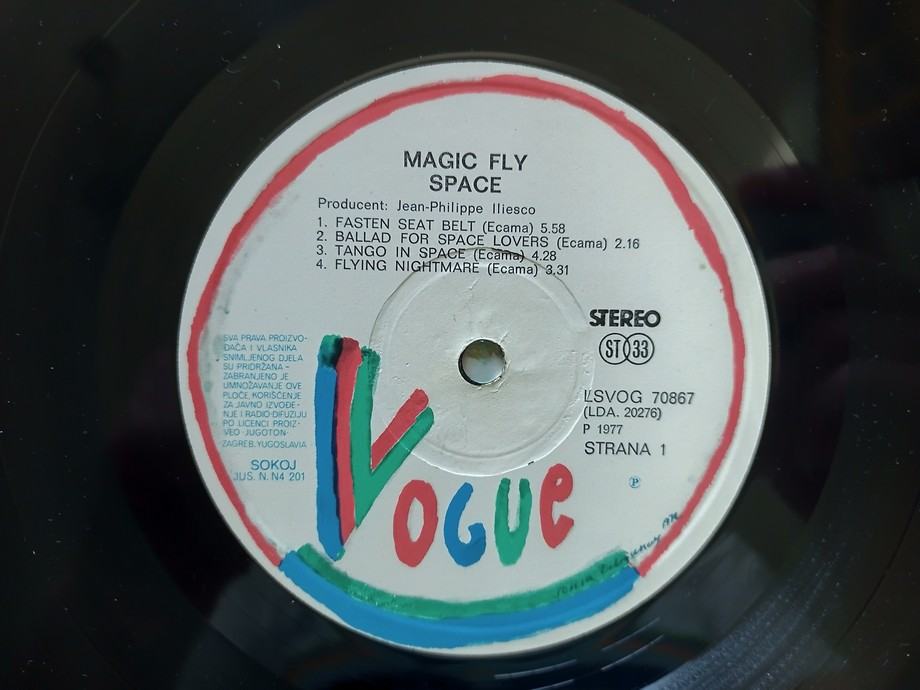 MAGIC FLY
SPACE
Producent: Jean-Philippe Iliesco
1. FASTEN SEAT BELT (Ecama) 5.58
2. BALLAD FOR SPACE LOVERS (Ecama) 2.16
3. TANGO IN SPACE (Ecama) 4.28
4. FLYING NIGHTMARE (Ecama) 3.31
STEREO
ST 33
LSVOG 70867
(LDA. 20276)
P 1977
STRANA 1
P
SVA PRAVA PROIZVO-
ĐAČA I VLASNIKA
SNIMLJENOG DJELA
SU PRIDRŽANA –
ZABRANJENO JE
UMNOŽAVANJE OVE
PLOČE, KORIŠĆENJE
ZA JAVNO IZVOĐE-
NJE I RADIO-DIFUZIJU
PO LICENCI PROIZ-
VEO »JUGOTON«
ZAGREB, YUGOSLAVIA
SOKOJ
JUS. N. N4 201
VOGUE